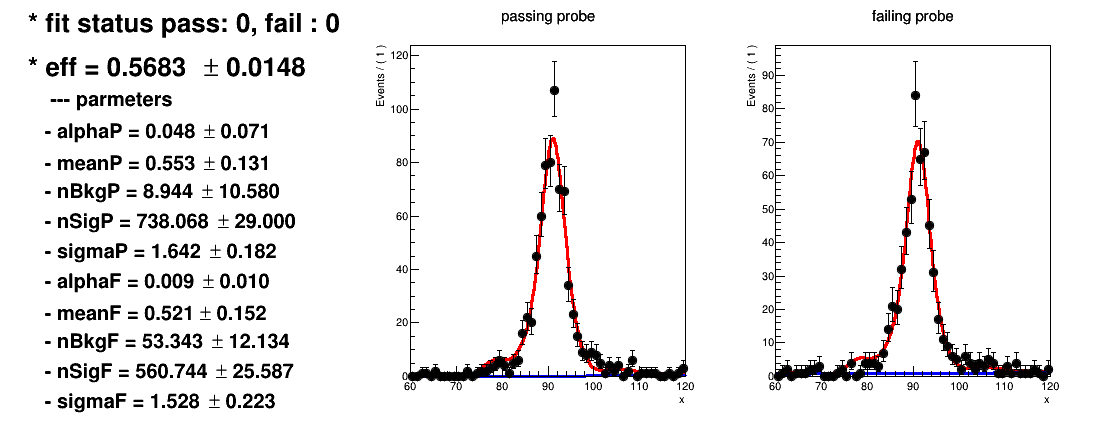 * fit status pass: 0, fail : 0
* eff = 0.5683 ± 0.0148
--- parmeters
- alphaP = 0.048 ± 0.071
- meanP = 0.553 ± 0.131
- nBkgP = 8.944 ± 10.580
- nSigP = 738.068 ± 29.000
- sigmaP = 1.642 ± 0.182
- alphaF = 0.009 ± 0.010
- meanF = 0.521 ± 0.152
- nBkgF = 53.343 ± 12.134
- nSigF = 560.744 ± 25.587
- sigmaF = 1.528 ± 0.223
passing probe
Events / ( 1 )
120
100
80
60
40
20
0
60 70 80 90 100 110 120
x
failing probe
Events / ( 1 )
90
80
70
60
50
40
30
20
10
0
60 70 80 90 100 110 120
x